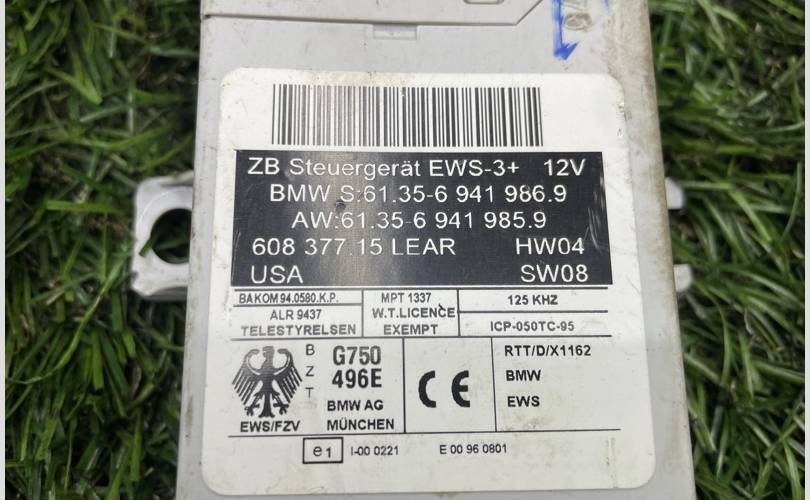 ZB Steuergerät EWS-3+ 12V
BMW S:61.35-6 941 986.9
AW:61.35-6 941 985.9
608 377.15 LEAR HW04
USA SW08
BAKOM 94.0580.K.P. MPT 1337 125 KHZ
ALR 9437 W.T.LICENCE
TELESTYRELSEN EXEMPT ICP-050TC-95
B Z T G750 RTT/D/X1162
496E CE BMW
BMW AG EWS
EWS/FZV MÜNCHEN
e1 I-00 0221 E 00 96 0801